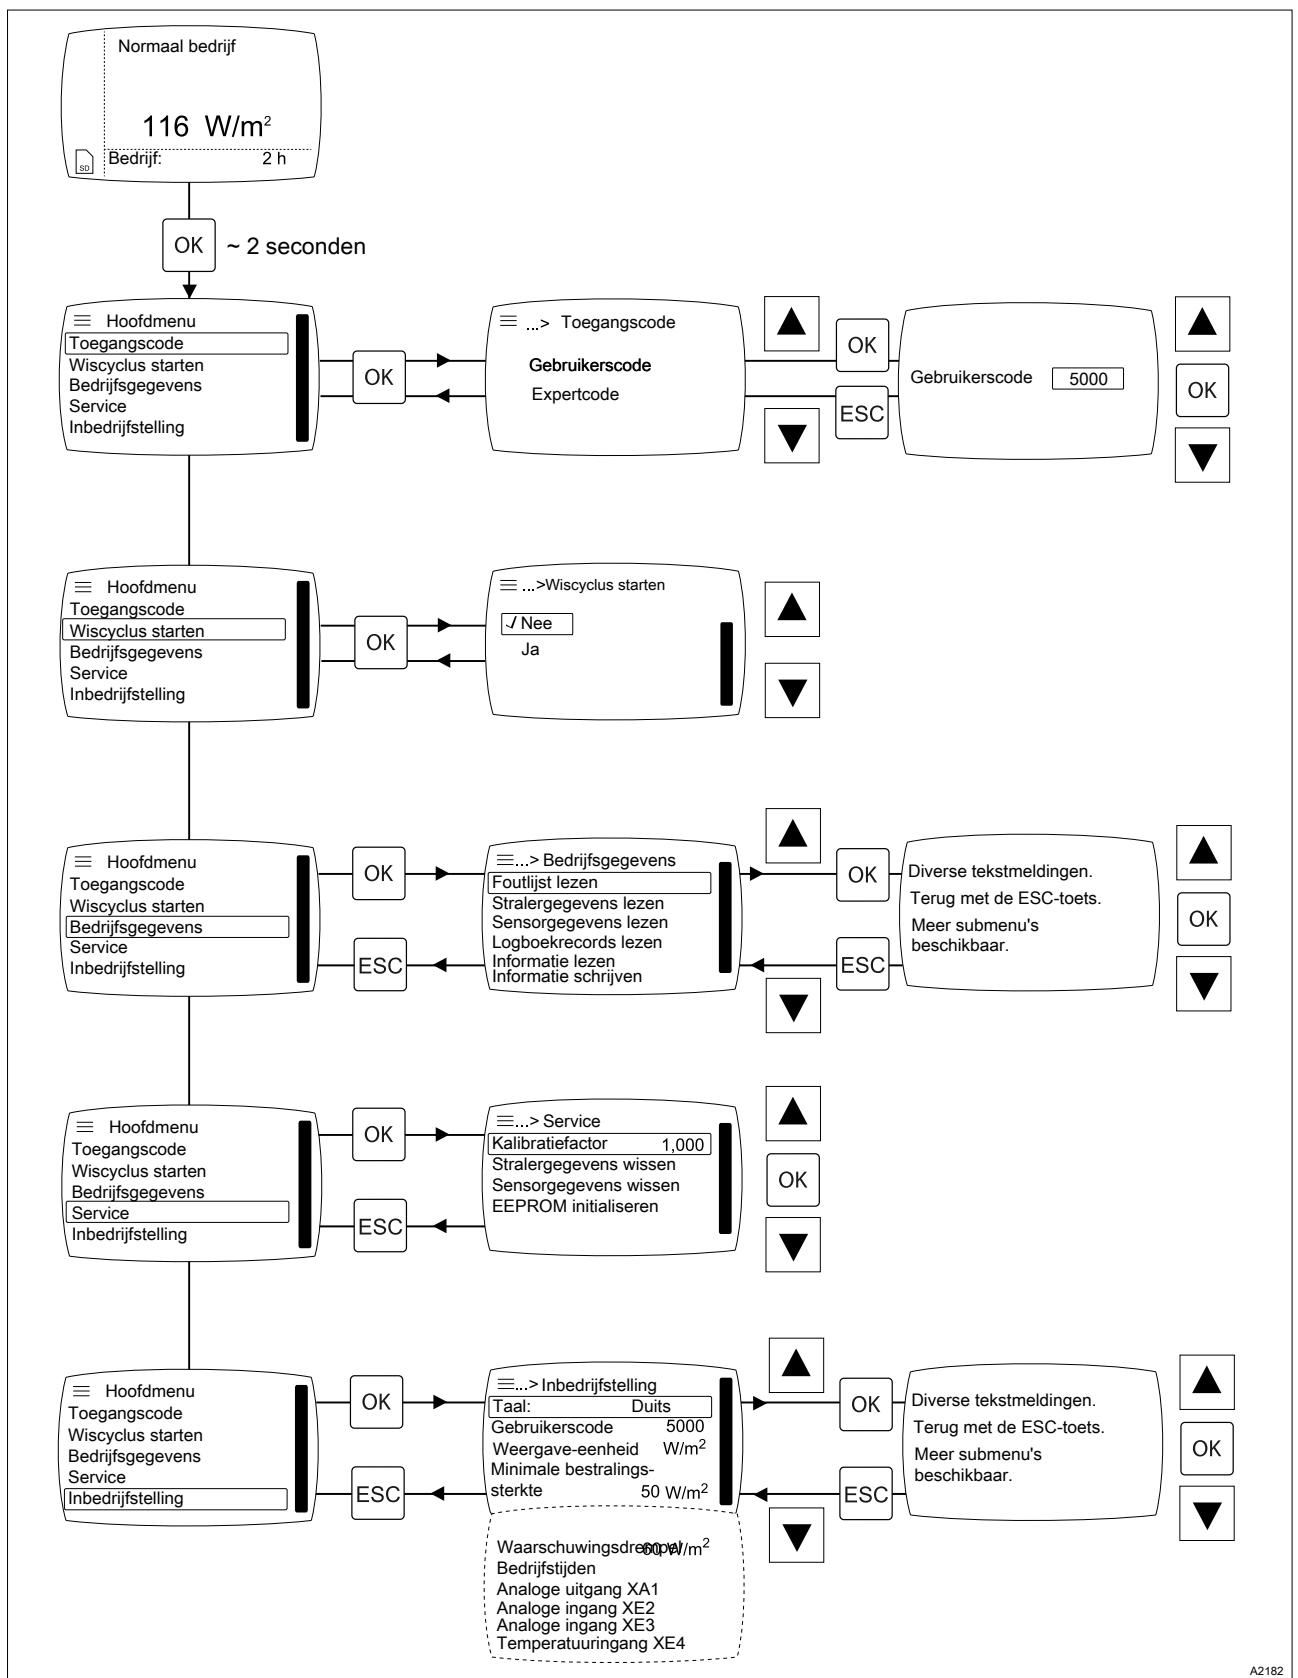 Normaal bedrijf
116 W/m²
SD
Bedrijf: 2 h
OK ~ 2 seconden
Hoofdmenu
Toegangscode
Wiscyclus starten
Bedrijfsgegevens
Service
Inbedrijfstelling
OK
...> Toegangscode
Gebruikerscode
Expertcode
OK
ESC
Gebruikerscode 5000
OK
Hoofdmenu
Toegangscode
Wiscyclus starten
Bedrijfsgegevens
Service
Inbedrijfstelling
OK
...>Wiscyclus starten
Nee
Ja
Hoofdmenu
Toegangscode
Wiscyclus starten
Bedrijfsgegevens
Service
Inbedrijfstelling
OK
ESC
...> Bedrijfsgegevens
Foutlijst lezen
Stralergegevens lezen
Sensorgegevens lezen
Logboekrecords lezen
Informatie lezen
Informatie schrijven
OK
ESC
Diverse tekstmeldingen.
Terug met de ESC-toets.
Meer submenu's
beschikbaar.
OK
Hoofdmenu
Toegangscode
Wiscyclus starten
Bedrijfsgegevens
Service
Inbedrijfstelling
OK
ESC
...> Service
Kalibratiefactor 1,000
Stralergegevens wissen
Sensorgegevens wissen
EEPROM initialiseren
OK
Hoofdmenu
Toegangscode
Wiscyclus starten
Bedrijfsgegevens
Service
Inbedrijfstelling
OK
ESC
...> Inbedrijfstelling
Taal: Duits
Gebruikerscode 5000
Weergave-eenheid W/m²
Minimale bestralings-
sterkte 50 W/m²
Waarschuwingsdrempel 60 W/m²
Bedrijfstijden
Analoge uitgang XA1
Analoge ingang XE2
Analoge ingang XE3
Temperatuuringang XE4
OK
ESC
Diverse tekstmeldingen.
Terug met de ESC-toets.
Meer submenu's
beschikbaar.
OK
A2182